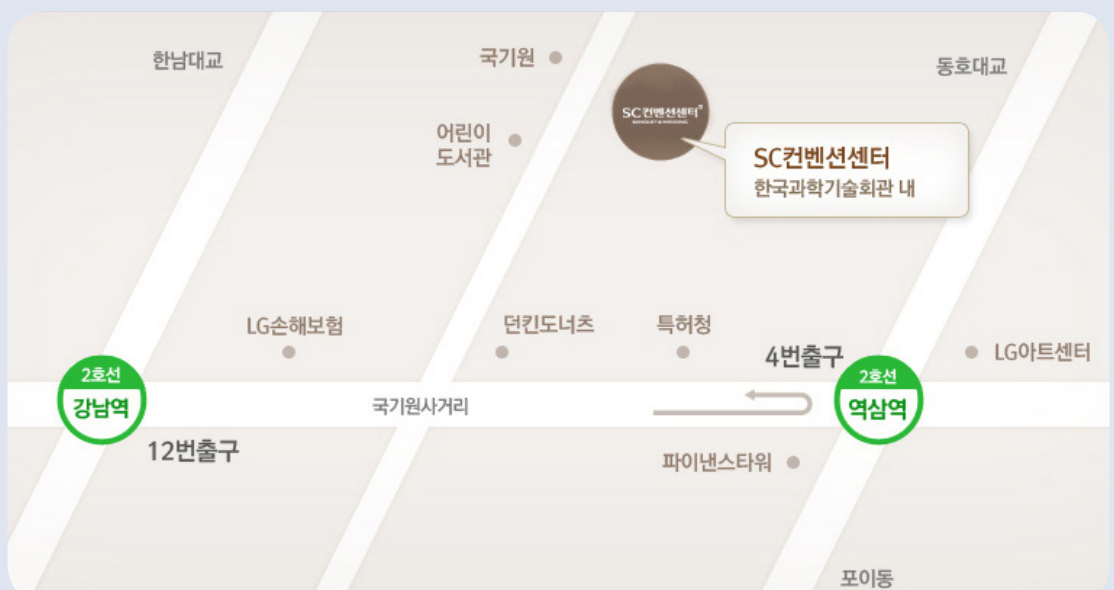 한남대교
국기원
동호대교
SC컨벤션센터
어린이
도서관
SC컨벤션센터
한국과학기술회관 내
LG손해보험
던킨도너츠
특허청
4번출구
LG아트센터
2호선
강남역
국기원사거리
2호선
역삼역
12번출구
파이낸스타워
포이동